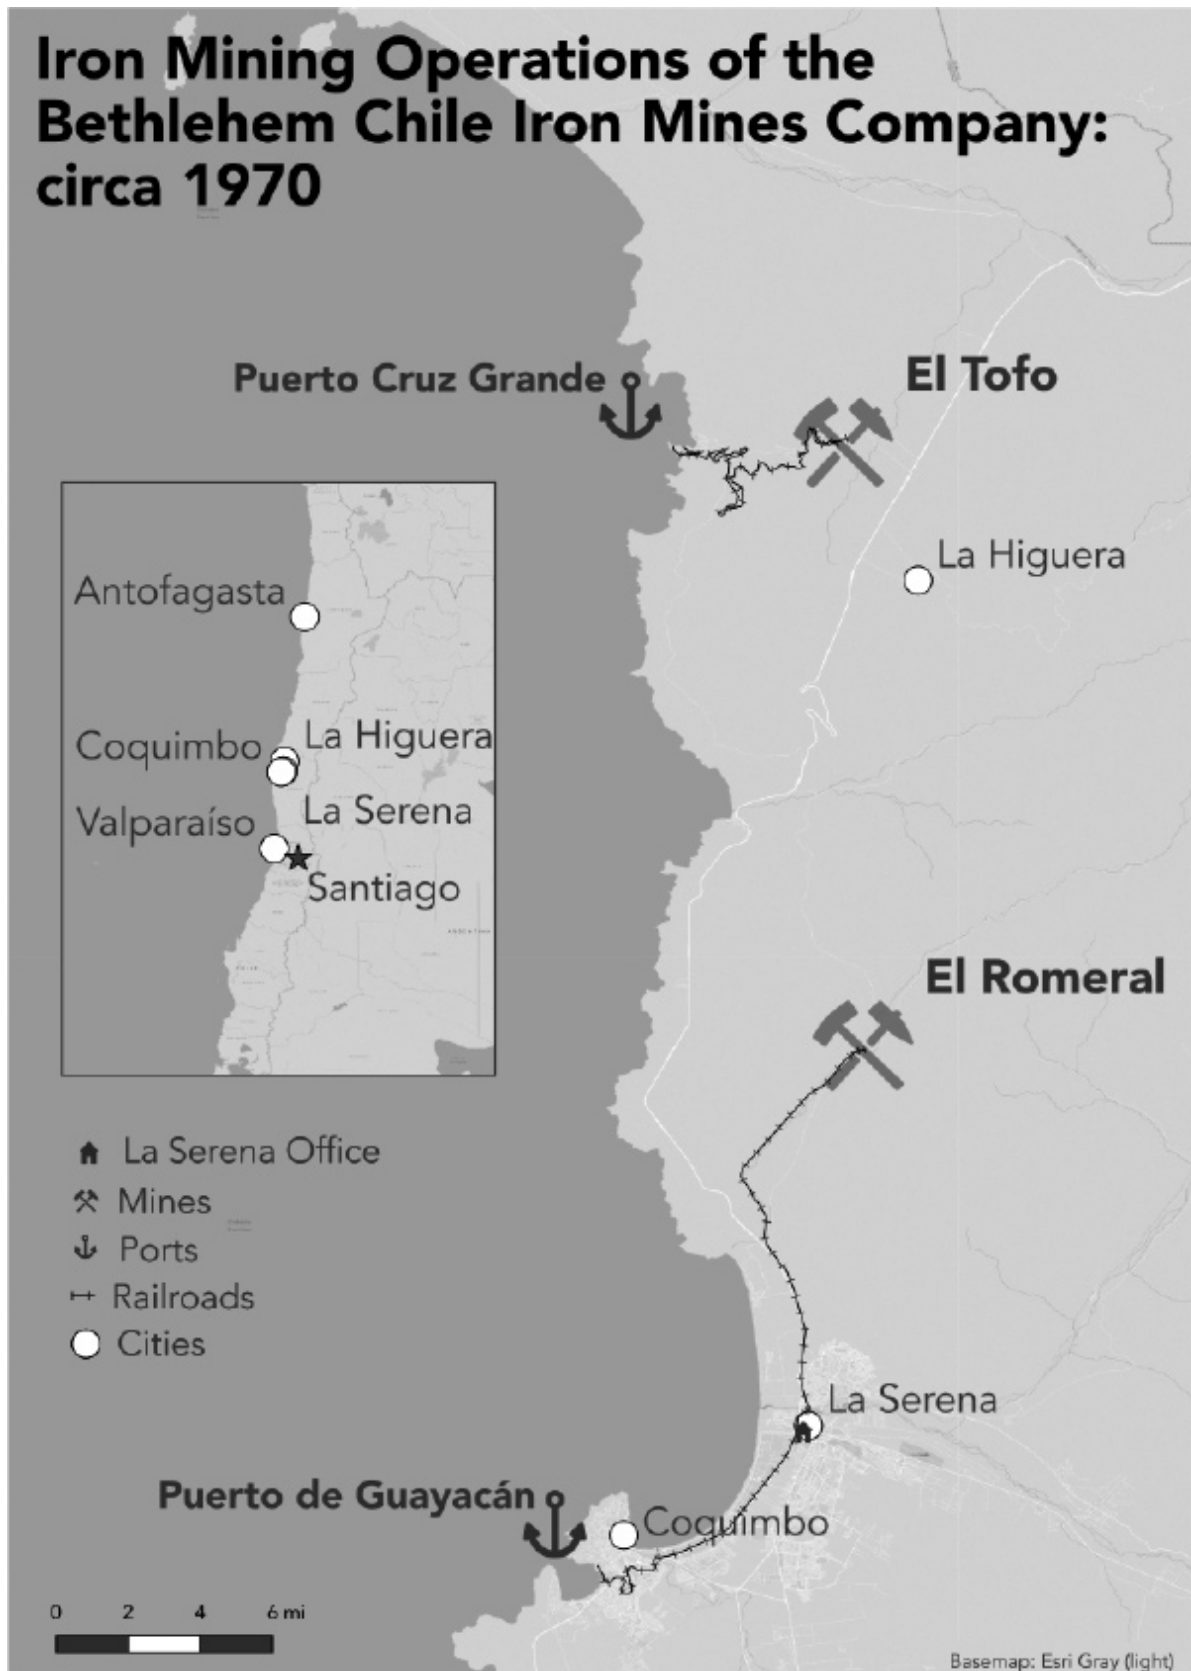 Iron Mining Operations of the
Bethlehem Chile Iron Mines Company:
circa 1970
Puerto Cruz Grande
El Tofo
La Higuera
Antofagasta
Coquimbo
La Higuera
La Serena
Valparaíso
Santiago
El Romeral
La Serena Office
Mines
Ports
Railroads
Cities
La Serena
Puerto de Guayacán
Coquimbo
0 2 4 6 mi
Basemap: Esri Gray (light)